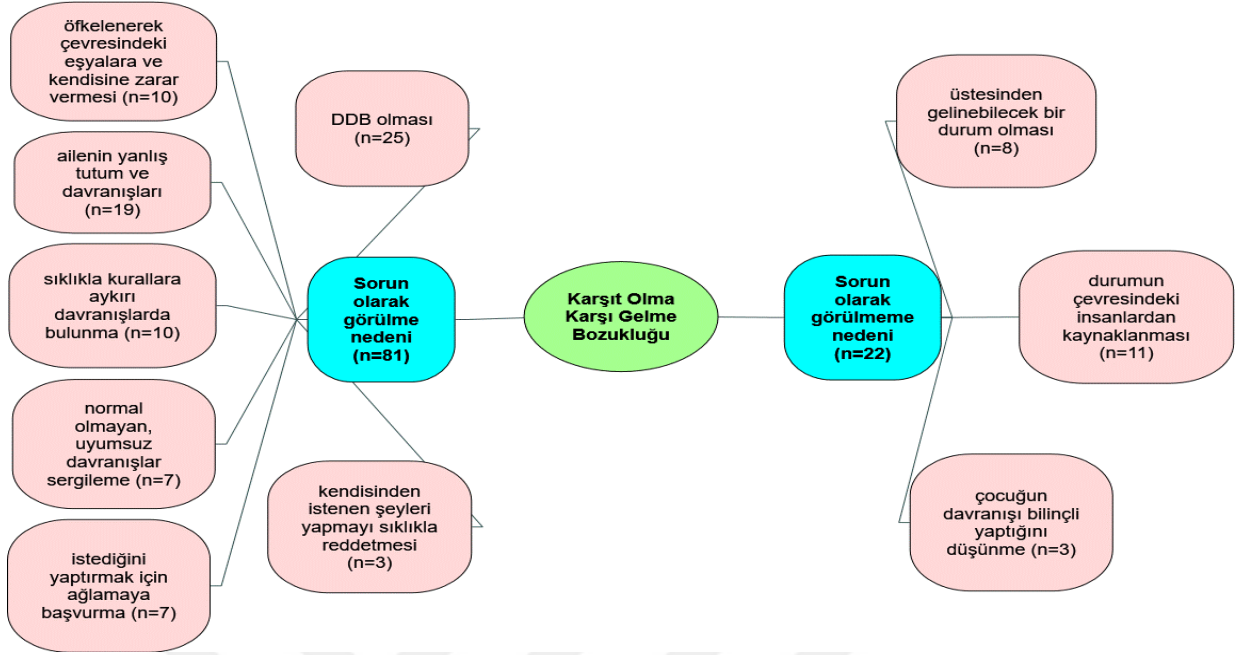 öfkelenerek
çevresindeki
eşyalara ve
kendisine zarar
vermesi (n=10)
ailenin yanlış
tutum ve
davranışları
(n=19)
sıklıkla kurallara
aykırı
davranışlarda
bulunma (n=10)
normal
olmayan,
uyumsuz
davranışlar
sergileme (n=7)
istediğini
yaptırmak için
ağlamaya
başvurma (n=7)
DDB olması
(n=25)
Sorun
olarak
görülme
nedeni
(n=81)
kendisinden
istenen şeyleri
yapmayı sıklıkla
reddetmesi
(n=3)
Karşıt Olma
Karşı Gelme
Bozukluğu
Sorun
olarak
görülmeme
nedeni
(n=22)
üstesinden
gelinebilecek bir
durum olması
(n=8)
durumun
çevresindeki
insanlardan
kaynaklanması
(n=11)
çocuğun
davranışı bilinçli
yaptığını
düşünme (n=3)